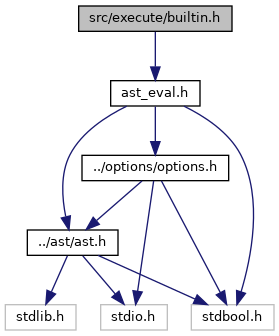 src/execute/builtin.h
ast_eval.h
../options/options.h
../ast/ast.h
stdlib.h
stdio.h
stdbool.h